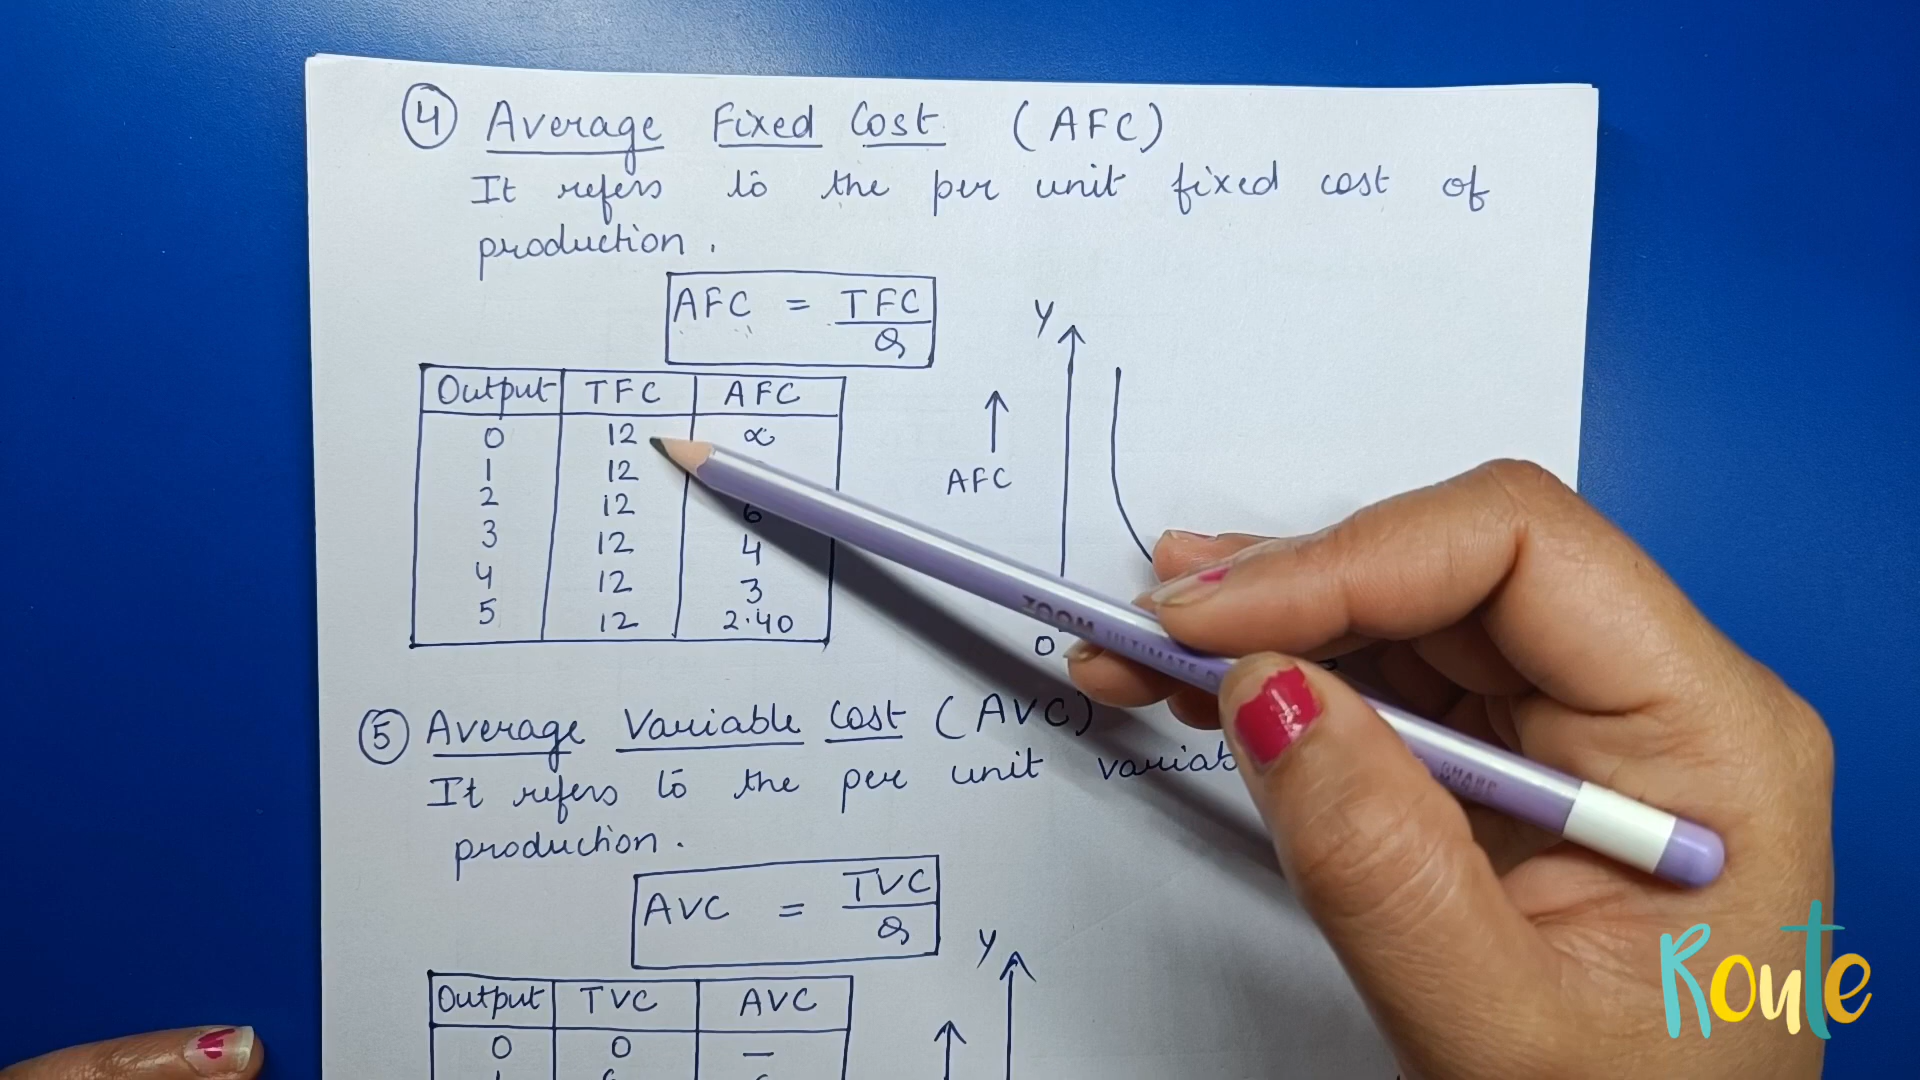 4 Average Fixed Cost (AFC)
It refers to the per unit fixed cost of
production.
AFC = TFC
Q
Output TFC AFC
0 12 ∝
1 12
2 12 6
3 12 4
4 12 3
5 12 2.40
Y
AFC
O
5 Average Variable Cost (AVC)
It refers to the per unit
production.
AVC = TVC
Q
Y
Output TVC AVC
0 0 —
ZOOM ULTIMATE
Route